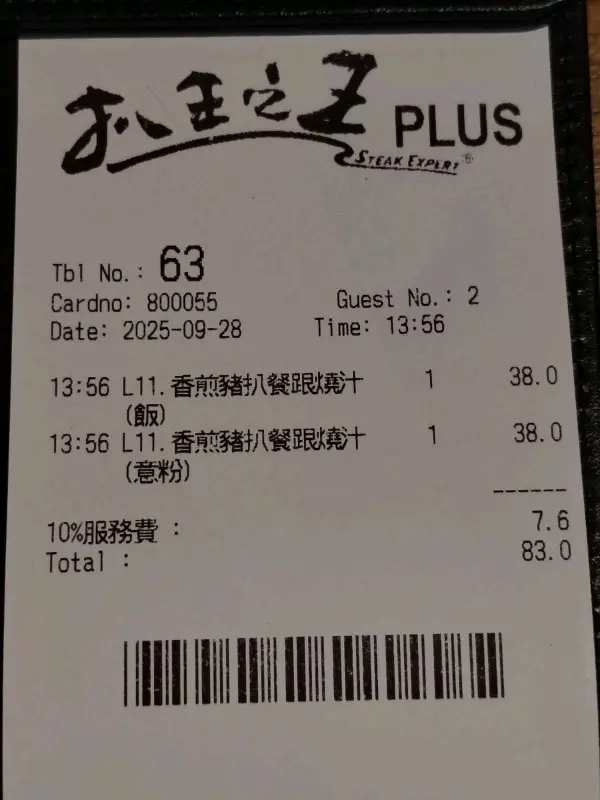 扒王之王 PLUS
STEAK EXPERT®
Tbl No.: 63
Cardno: 800055 Guest No.: 2
Date: 2025-09-28 Time: 13:56
13:56 L11.香煎豬扒餐跟燒汁 1 38.0
(飯)
13:56 L11.香煎豬扒餐跟燒汁 1 38.0
(意粉)
------
10%服務費 : 7.6
Total : 83.0